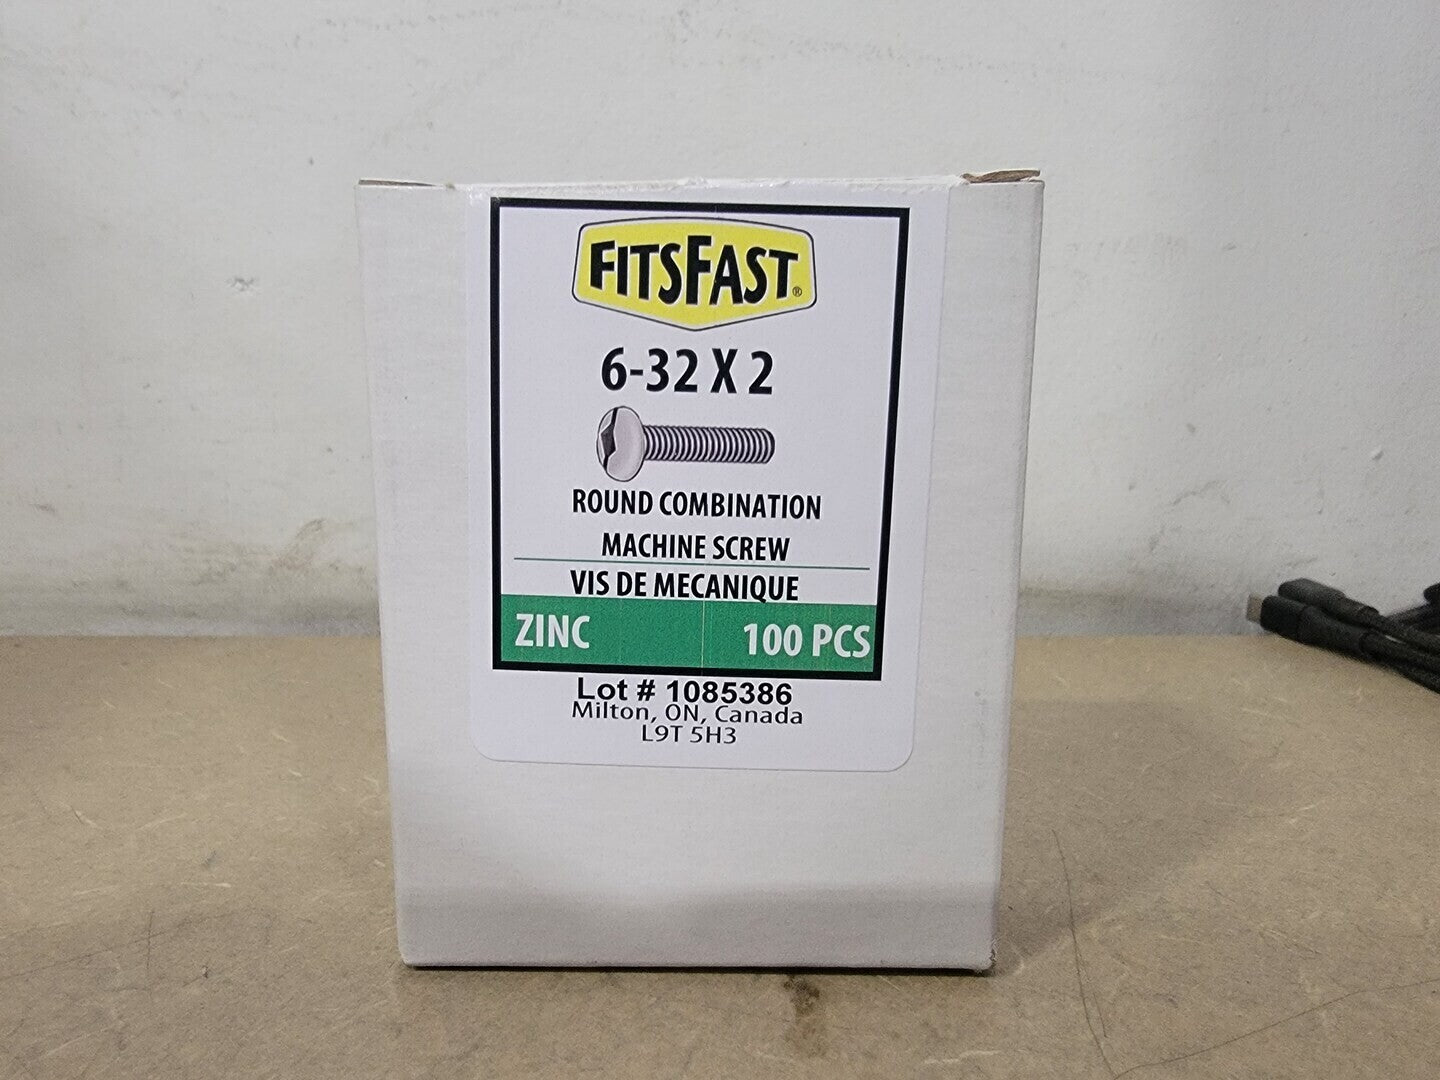 FITSFAST®
6-32 X 2
ROUND COMBINATION
MACHINE SCREW
VIS DE MECANIQUE
ZINC 100 PCS
Lot # 1085386
Milton, ON, Canada
L9T 5H3